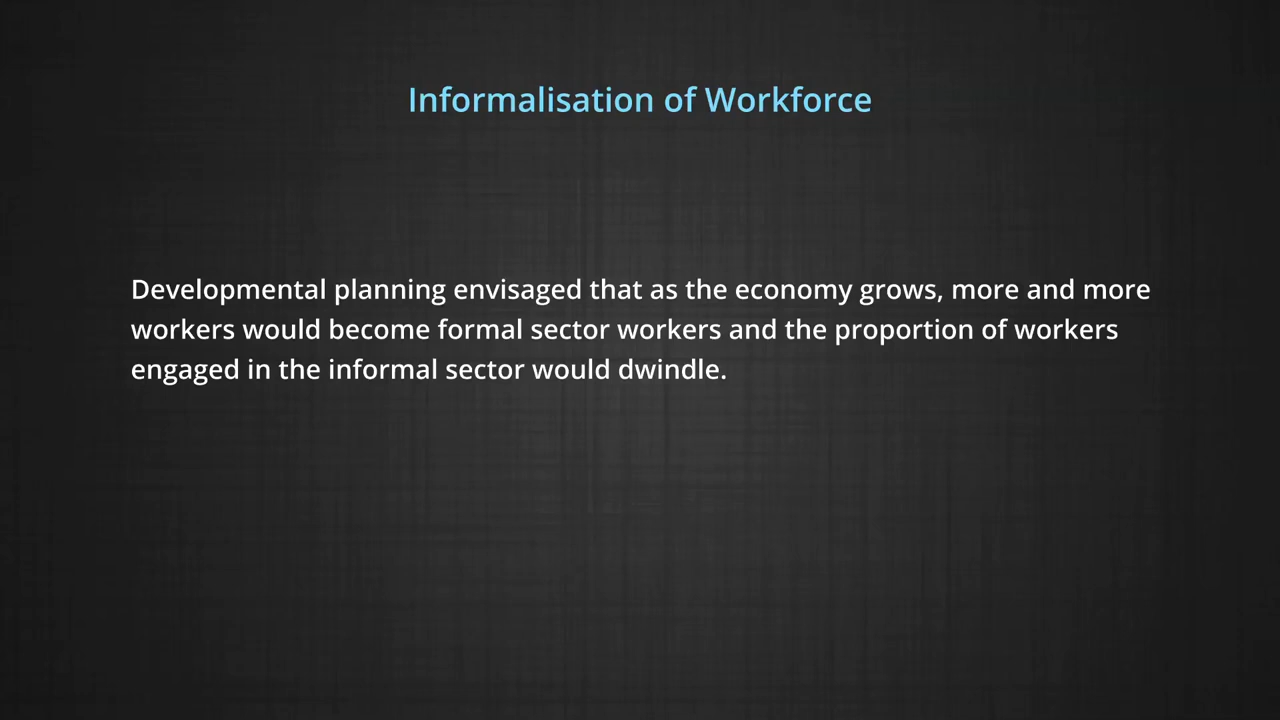 Informalisation of Workforce
Developmental planning envisaged that as the economy grows, more and more
workers would become formal sector workers and the proportion of workers
engaged in the informal sector would dwindle.